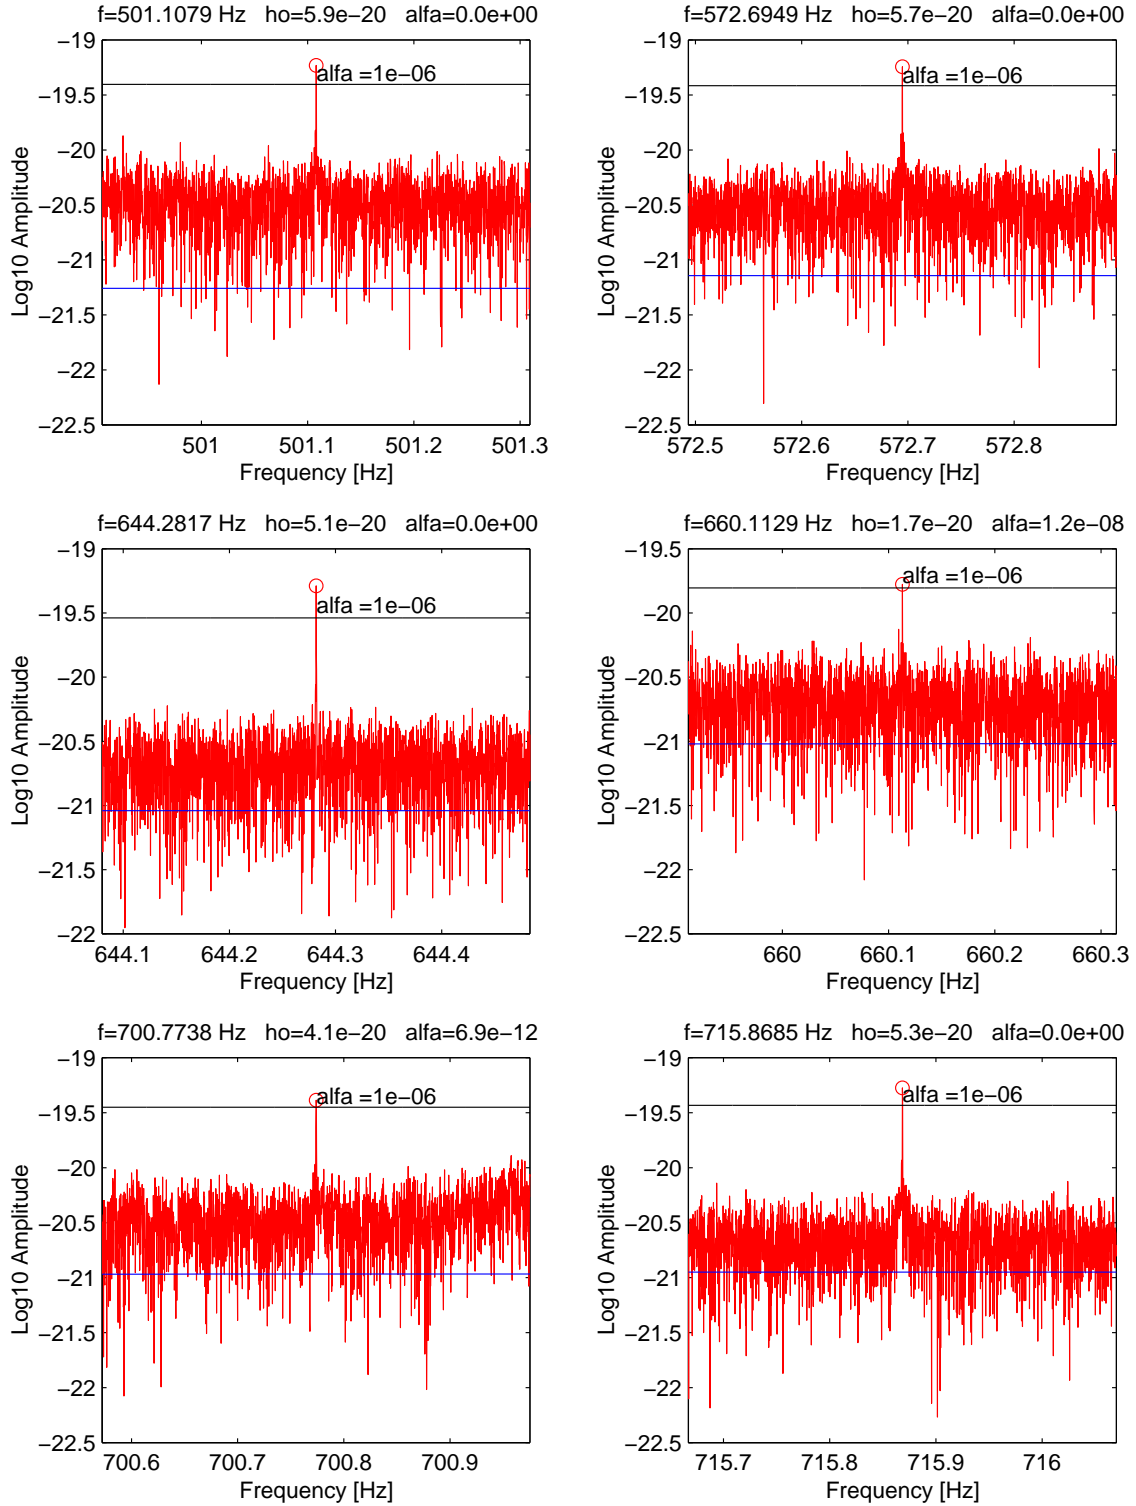 f=501.1079 Hz   ho=5.9e−20   alfa=0.0e+00
−19
−19.5
−20
−20.5
−21
−21.5
−22
−22.5
Log10 Amplitude
alfa =1e−06
501 501.1 501.2 501.3
Frequency [Hz]
f=572.6949 Hz   ho=5.7e−20   alfa=0.0e+00
−19
−19.5
−20
−20.5
−21
−21.5
−22
−22.5
Log10 Amplitude
alfa =1e−06
572.5 572.6 572.7 572.8
Frequency [Hz]
f=644.2817 Hz   ho=5.1e−20   alfa=0.0e+00
−19
−19.5
−20
−20.5
−21
−21.5
−22
Log10 Amplitude
alfa =1e−06
644.1 644.2 644.3 644.4
Frequency [Hz]
f=660.1129 Hz   ho=1.7e−20   alfa=1.2e−08
−19.5
−20
−20.5
−21
−21.5
−22
−22.5
Log10 Amplitude
alfa =1e−06
660 660.1 660.2 660.3
Frequency [Hz]
f=700.7738 Hz   ho=4.1e−20   alfa=6.9e−12
−19
−19.5
−20
−20.5
−21
−21.5
−22
−22.5
Log10 Amplitude
alfa =1e−06
700.6 700.7 700.8 700.9
Frequency [Hz]
f=715.8685 Hz   ho=5.3e−20   alfa=0.0e+00
−19
−19.5
−20
−20.5
−21
−21.5
−22
−22.5
Log10 Amplitude
alfa =1e−06
715.7 715.8 715.9 716
Frequency [Hz]